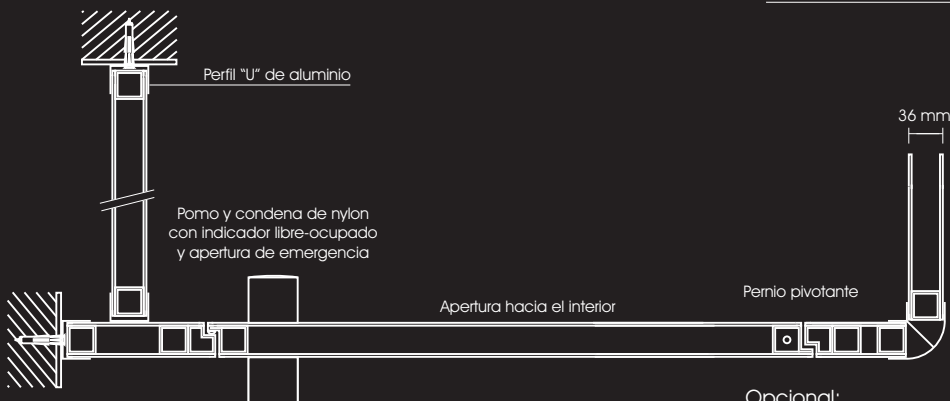 Perfil "U" de aluminio
36 mm
Pomo y condena de nylon
con indicador libre-ocupado
y apertura de emergencia
Apertura hacia el interior
Pernio pivotante
Opcional: